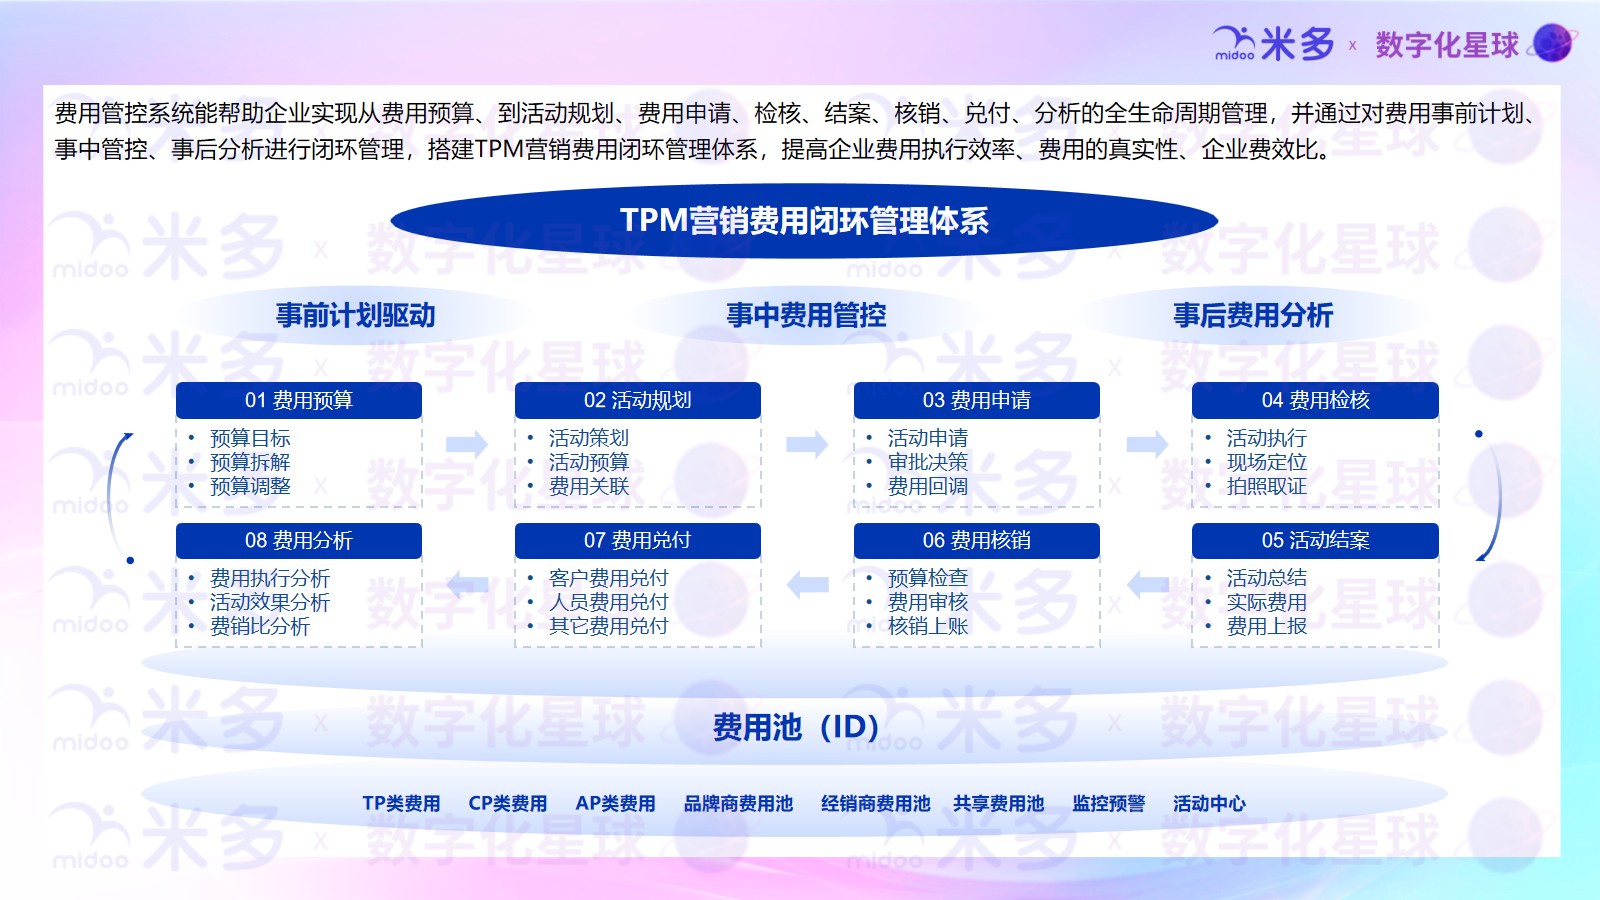 midoo 米多 x 数字化星球
费用管控系统能帮助企业实现从费用预算、到活动规划、费用申请、检核、结案、核销、兑付、分析的全生命周期管理，并通过对费用事前计划、
事中管控、事后分析进行闭环管理，搭建TPM营销费用闭环管理体系，提高企业费用执行效率、费用的真实性、企业费效比。
TPM营销费用闭环管理体系
事前计划驱动
事中费用管控
事后费用分析
01 费用预算
• 预算目标
• 预算拆解
• 预算调整
02 活动规划
• 活动策划
• 活动预算
• 费用关联
03 费用申请
• 活动申请
• 审批决策
• 费用回调
04 费用检核
• 活动执行
• 现场定位
• 拍照取证
08 费用分析
• 费用执行分析
• 活动效果分析
• 费销比分析
07 费用兑付
• 客户费用兑付
• 人员费用兑付
• 其它费用兑付
06 费用核销
• 预算检查
• 费用审核
• 核销上账
05 活动结案
• 活动总结
• 实际费用
• 费用上报
费用池（ID）
TP类费用 CP类费用 AP类费用 品牌商费用池 经销商费用池 共享费用池 监控预警 活动中心